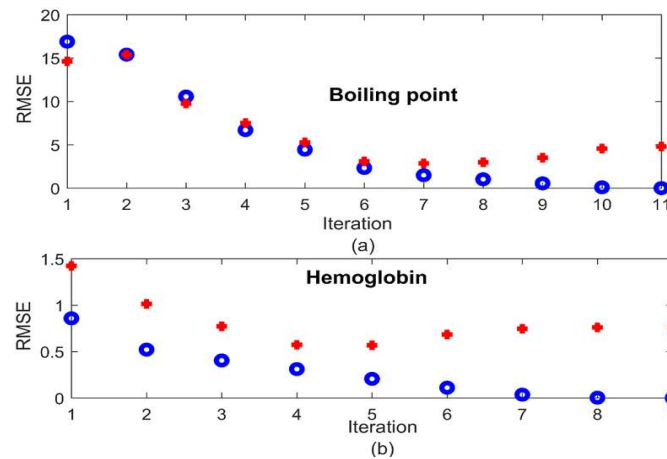 20
15
10
5
0
RMSE
Boiling point
1 2 3 4 5 6 7 8 9 10 11
Iteration
(a)
1.5
1
0.5
0
RMSE
Hemoglobin
1 2 3 4 5 6 7 8
Iteration
(b)